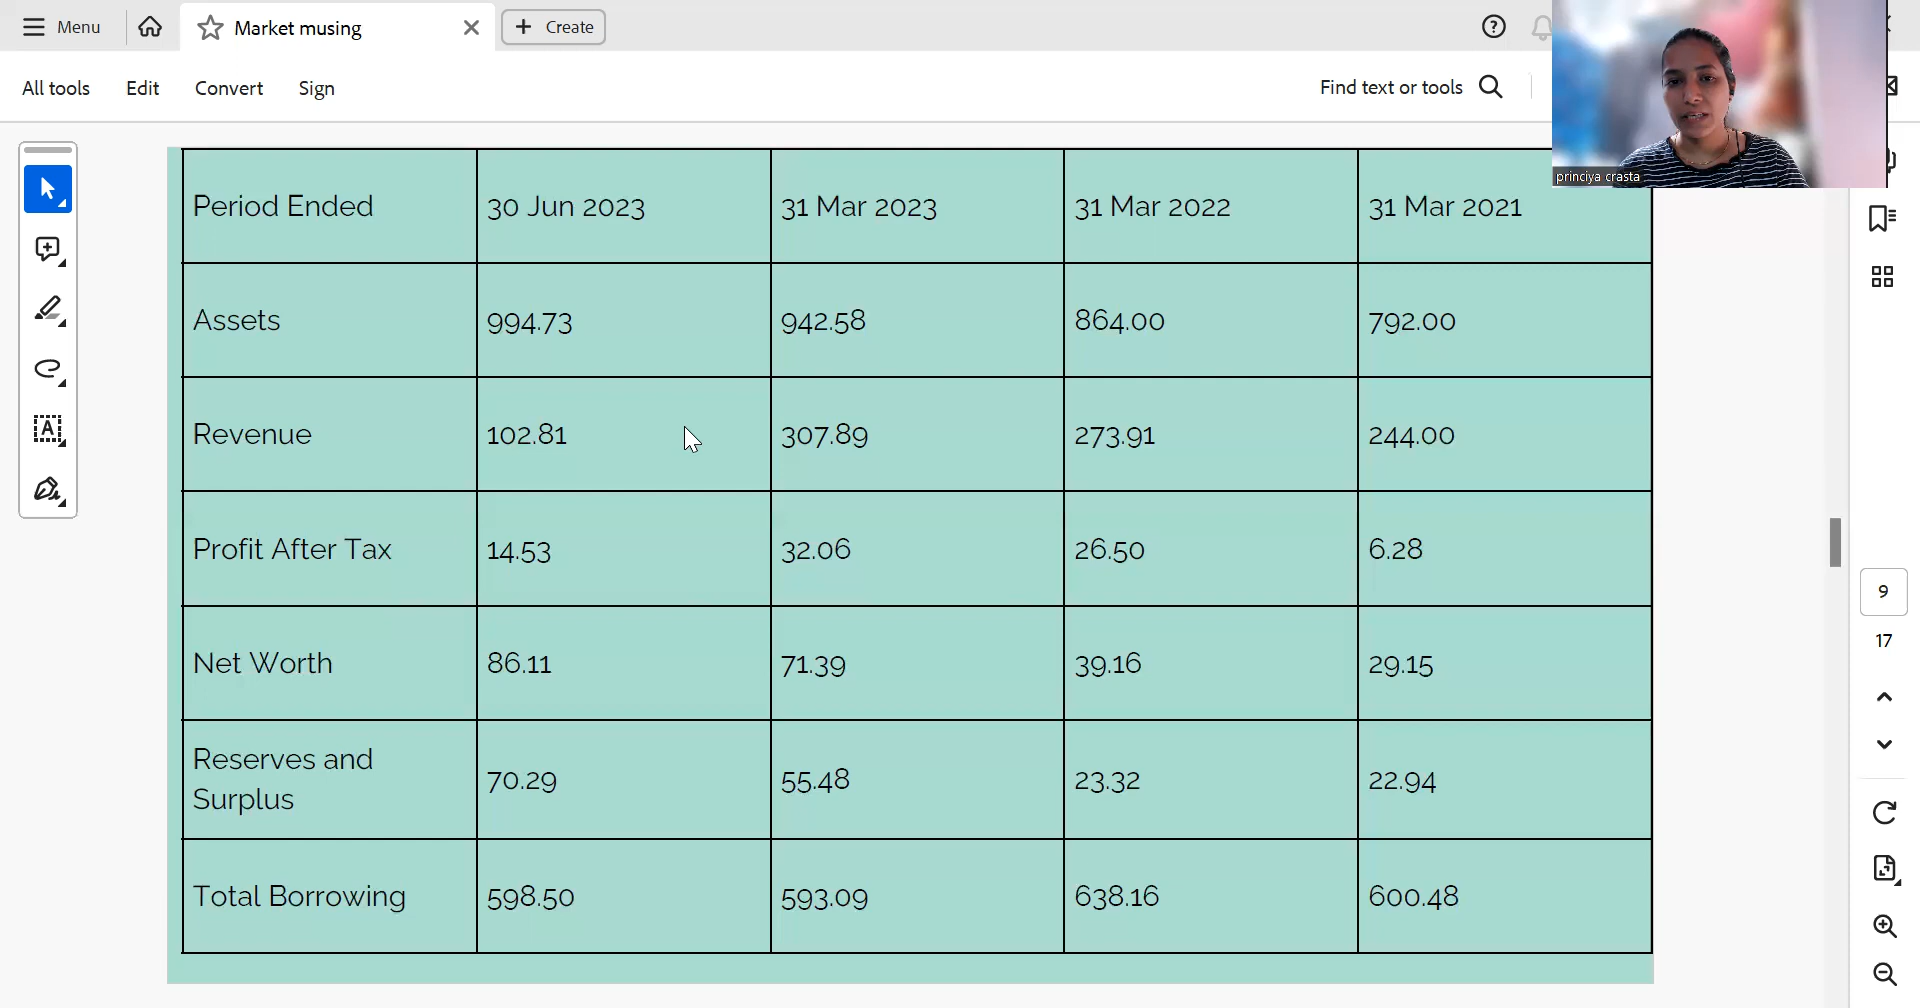 Menu
Market musing
Create
All tools
Edit
Convert
Sign
Find text or tools
princiya crasta
Period Ended 30 Jun 2023 31 Mar 2023 31 Mar 2022 31 Mar 2021
Assets 994.73 942.58 864.00 792.00
Revenue 102.81 307.89 273.91 244.00
Profit After Tax 14.53 32.06 26.50 6.28
Net Worth 86.11 71.39 39.16 29.15
Reserves and
Surplus 70.29 55.48 23.32 22.94
Total Borrowing 598.50 593.09 638.16 600.48
9
17